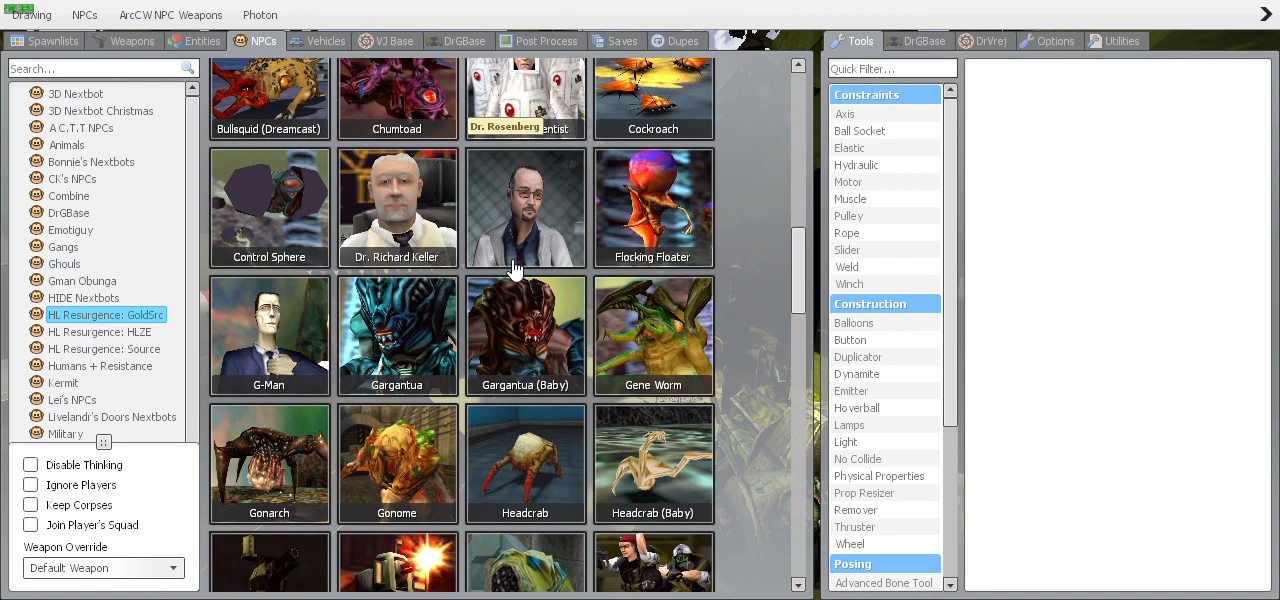 Drawing NPCs ArcCW NPC Weapons Photon
Spawnlists Weapons Entities NPCs Vehicles VJ Base DrGBase Post Process Saves Dupes
Tools DrGBase DrVrej Options Utilities
Search...
3D Nextbot
3D Nextbot Christmas
A.C.T.T NPCs
Animals
Bonnie's Nextbots
CK's NPCs
Combine
DrGBase
Emotiguy
Gangs
Ghouls
Gman Obunga
HIDE Nextbots
HL Resurgence: GoldSrc
HL Resurgence: HLZE
HL Resurgence: Source
Humans + Resistance
Kermit
Lei's NPCs
Livelandr's Doors Nextbots
Military
Disable Thinking
Ignore Players
Keep Corpses
Join Player's Squad
Weapon Override
Default Weapon
Bullsquid (Dreamcast)
Chumtoad
Dr. Rosenberg
entist
Cockroach
Control Sphere
Dr. Richard Keller
Flocking Floater
G-Man
Gargantua
Gargantua (Baby)
Gene Worm
Gonarch
Gonome
Headcrab
Headcrab (Baby)
Quick Filter...
Constraints
Axis
Ball Socket
Elastic
Hydraulic
Motor
Muscle
Pulley
Rope
Slider
Weld
Winch
Construction
Balloons
Button
Duplicator
Dynamite
Emitter
Hoverball
Lamps
Light
No Collide
Physical Properties
Prop Resizer
Remover
Thruster
Wheel
Posing
Advanced Bone Tool